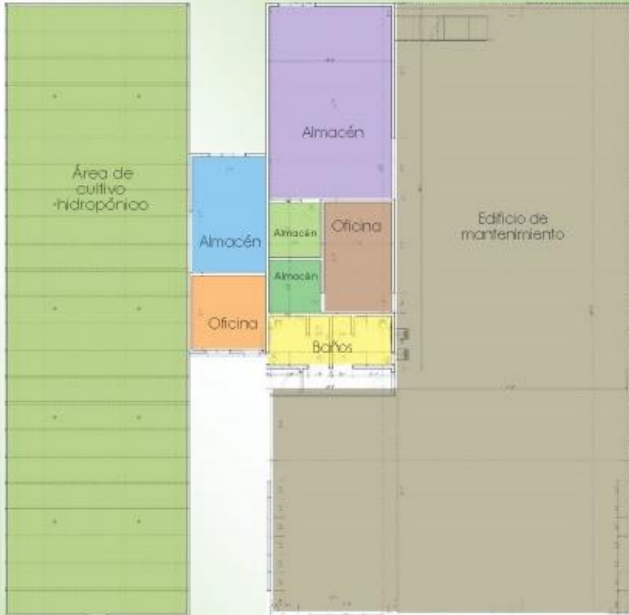 Almacén
Área de
cultivo
-hidropónico
Almacén
Almacén
Oficina
Edificio de
mantenimiento
Almacén
Oficina
Baños